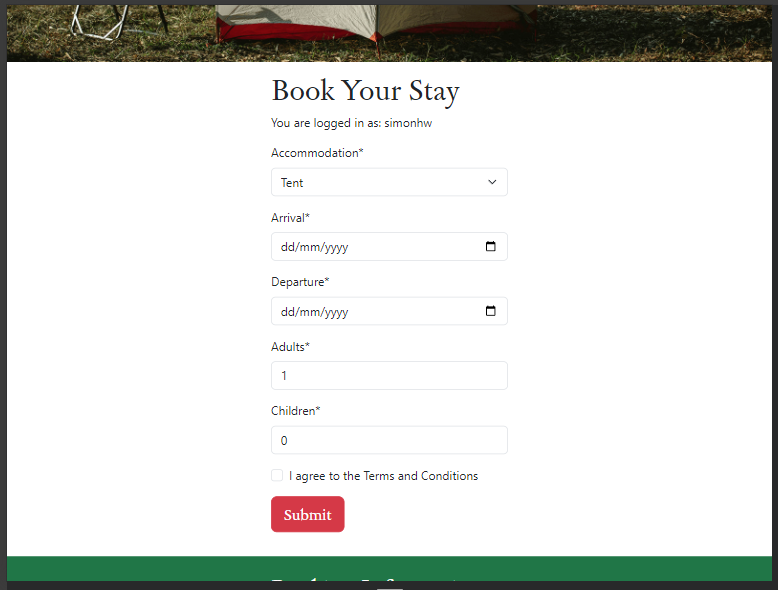 Book Your Stay
You are logged in as: simonhw
Accommodation*
Tent
Arrival*
dd/mm/yyyy
Departure*
dd/mm/yyyy
Adults*
1
Children*
0
I agree to the Terms and Conditions
Submit